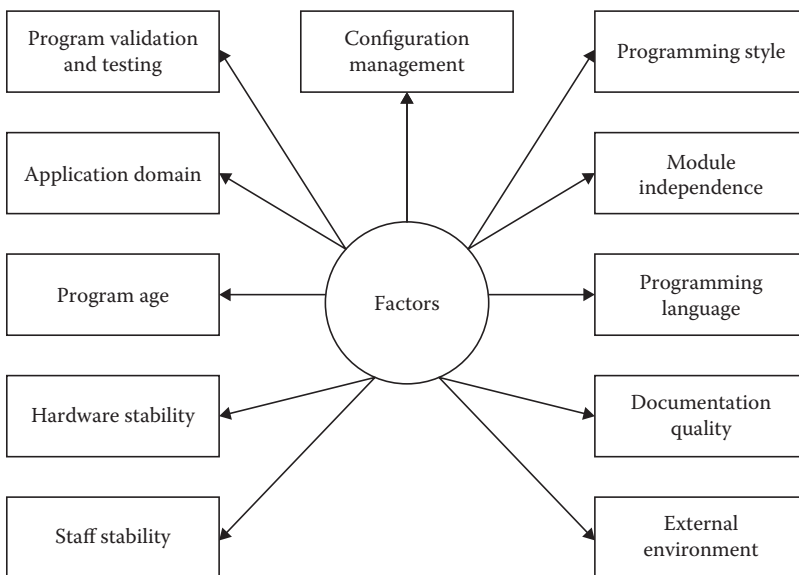 Program validation
and testing
Configuration
management
Programming style
Application domain
Module
independence
Program age
Factors
Programming
language
Hardware stability
Documentation
quality
Staff stability
External
environment